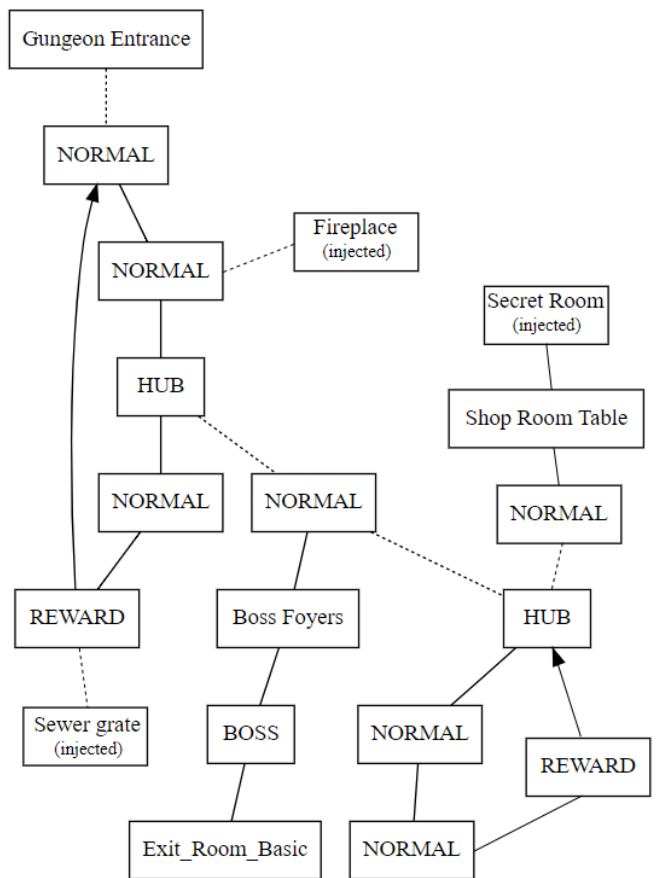 Gungeon Entrance
NORMAL
Fireplace
(injected)
NORMAL
Secret Room
(injected)
HUB
Shop Room Table
NORMAL
NORMAL
NORMAL
REWARD
Boss Foyers
HUB
Sewer grate
(injected)
BOSS
NORMAL
REWARD
Exit_Room_Basic
NORMAL